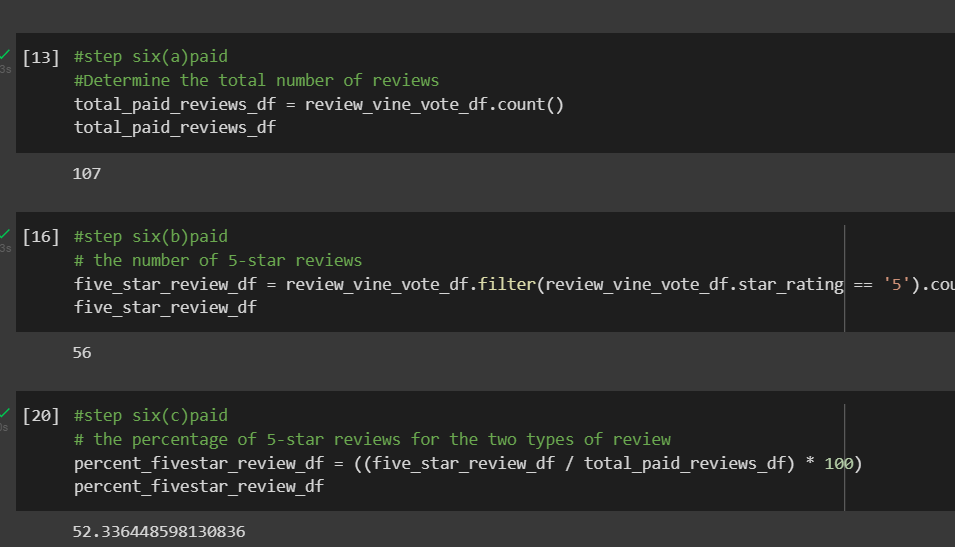 [13] #step six(a)paid
3s
#Determine the total number of reviews
total_paid_reviews_df = review_vine_vote_df.count()
total_paid_reviews_df
107
[16] #step six(b)paid
3s
# the number of 5-star reviews
five_star_review_df = review_vine_vote_df.filter(review_vine_vote_df.star_rating == '5').cou
five_star_review_df
56
[20] #step six(c)paid
# the percentage of 5-star reviews for the two types of review
percent_fivestar_review_df = ((five_star_review_df / total_paid_reviews_df) * 100)
percent_fivestar_review_df
52.336448598130836